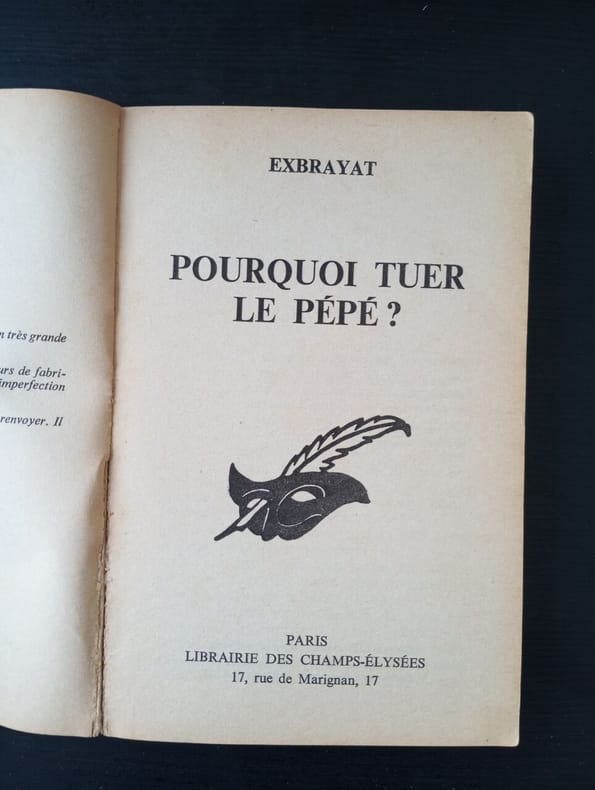 n très grande
urs de fabri-
imperfection
renvoyer. Il
EXBRAYAT
POURQUOI TUER
LE PÉPÉ ?
PARIS
LIBRAIRIE DES CHAMPS-ÉLYSÉES
17, rue de Marignan, 17